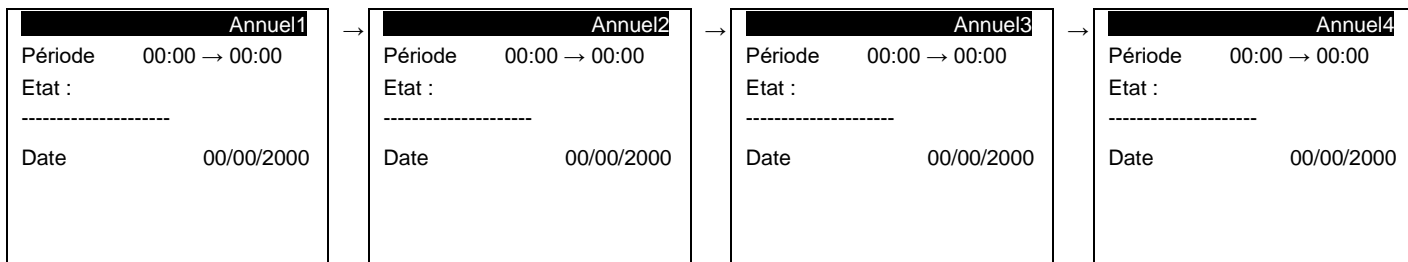 Annuel1
Période 00:00 → 00:00
Etat :
---------------------
Date 00/00/2000
→
Annuel2
Période 00:00 → 00:00
Etat :
---------------------
Date 00/00/2000
→
Annuel3
Période 00:00 → 00:00
Etat :
---------------------
Date 00/00/2000
→
Annuel4
Période 00:00 → 00:00
Etat :
---------------------
Date 00/00/2000